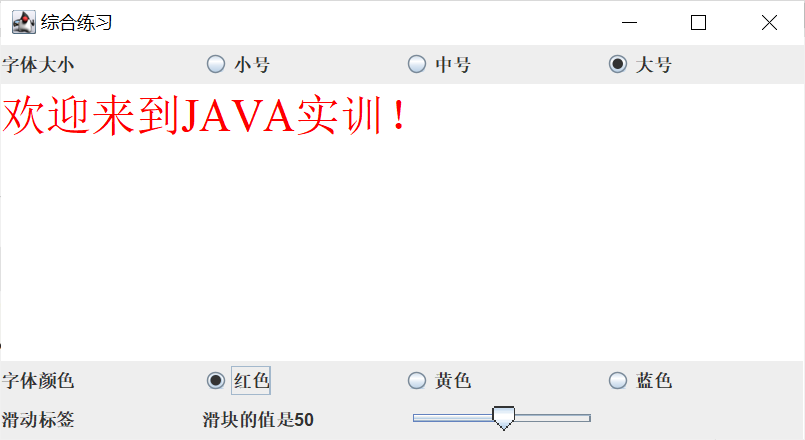 综合练习
字体大小 小号 中号 大号
欢迎来到JAVA实训！
字体颜色 红色 黄色 蓝色
滑动标签 滑块的值是50